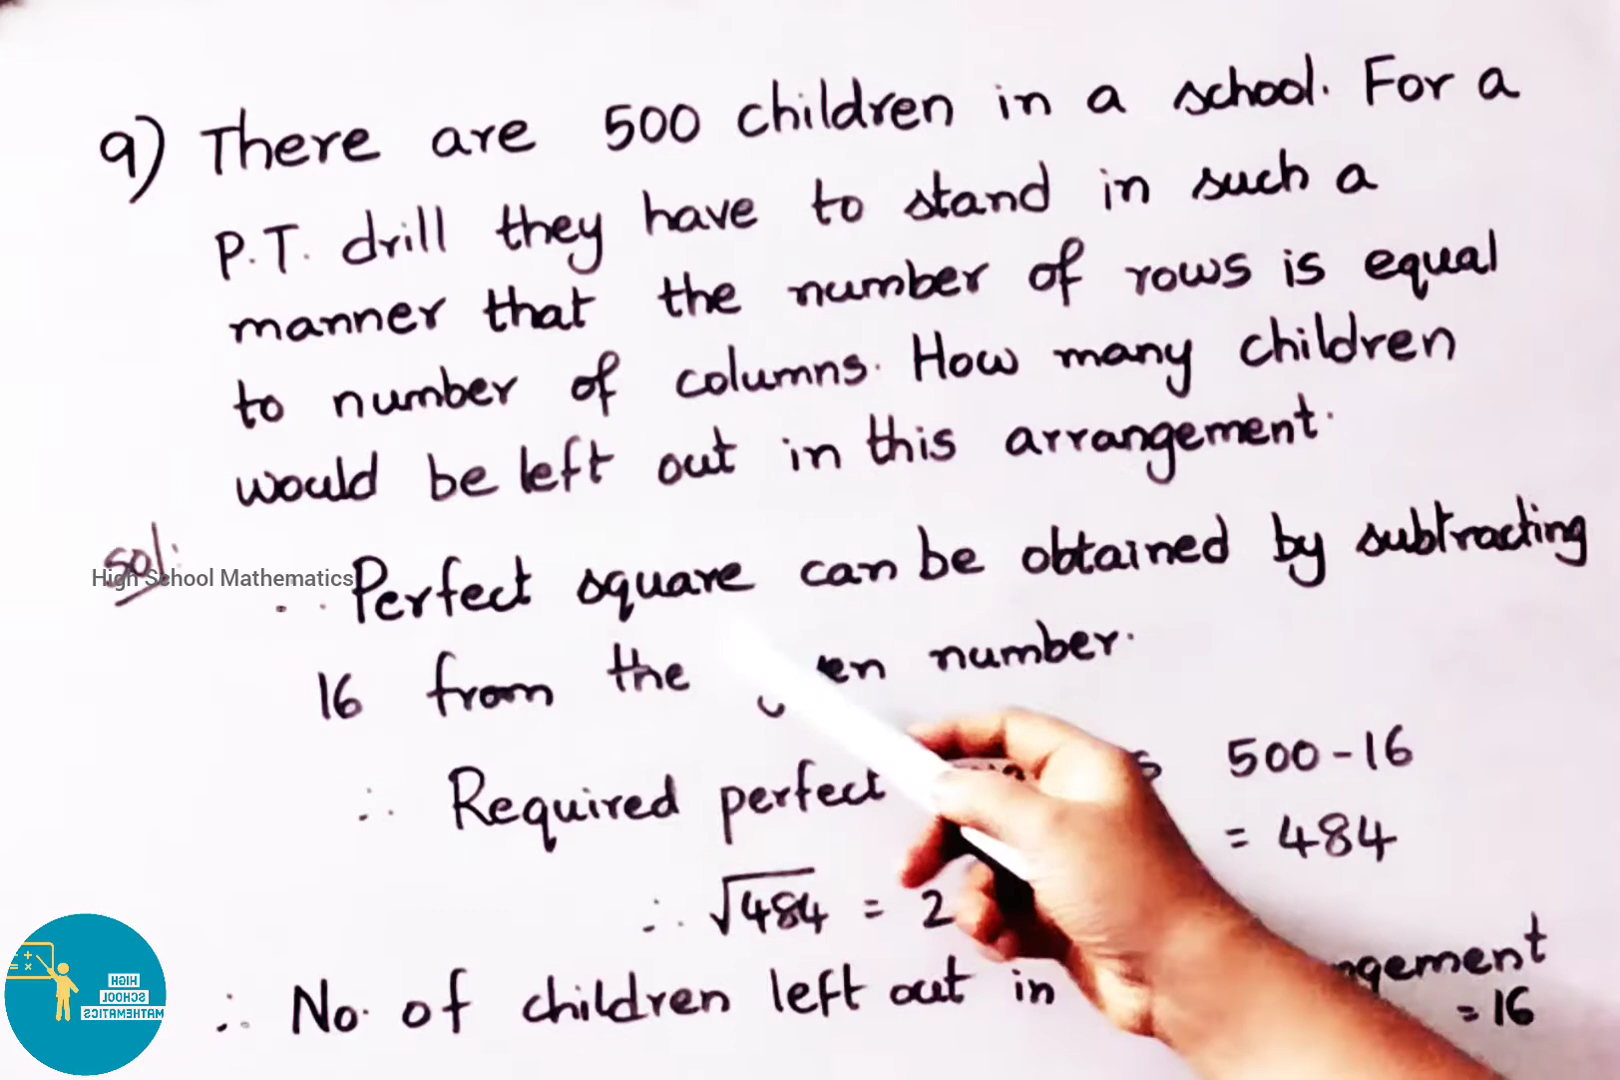 9) There are 500 children in a school. For a
P.T. drill they have to stand in such a
manner that the number of rows is equal
to number of columns. How many children
would be left out in this arrangement.
Sol:
High School Mathematics
∴ Perfect square can be obtained by subtracting
16 from the number.
∴ Required perfect 500-16
= 484
∴ √484 = 2
∴ No. of children left out in
= 16
HIGH
SCHOOL
MATHEMATICS